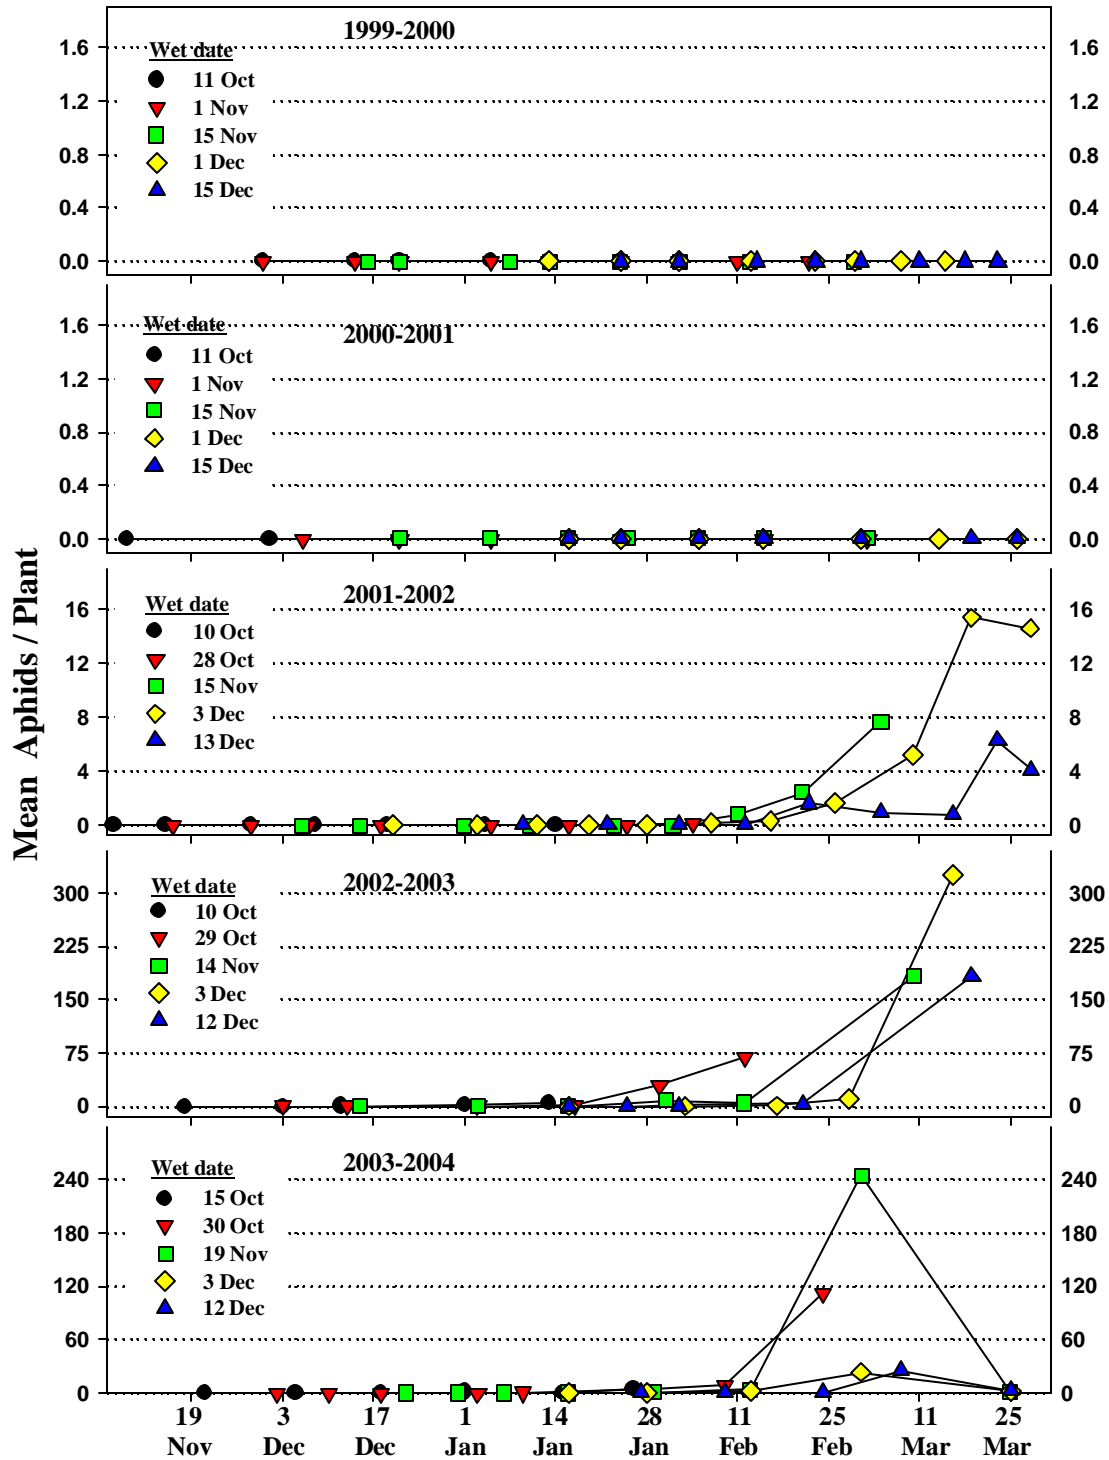 Mean Aphids / Plant
1999-2000
Wet date
11 Oct
1 Nov
15 Nov
1 Dec
15 Dec
1.6 1.6
1.2 1.2
0.8 0.8
0.4 0.4
0.0 0.0
2000-2001
Wet date
11 Oct
1 Nov
15 Nov
1 Dec
15 Dec
1.6 1.6
1.2 1.2
0.8 0.8
0.4 0.4
0.0 0.0
2001-2002
Wet date
10 Oct
28 Oct
15 Nov
3 Dec
13 Dec
16 16
12 12
8 8
4 4
0 0
2002-2003
Wet date
10 Oct
29 Oct
14 Nov
3 Dec
12 Dec
300 300
225 225
150 150
75 75
0 0
2003-2004
Wet date
15 Oct
30 Oct
19 Nov
3 Dec
12 Dec
240 240
180 180
120 120
60 60
0 0
19 3 17 1 14 28 11 25 11 25
Nov Dec Dec Jan Jan Jan Feb Feb Mar Mar